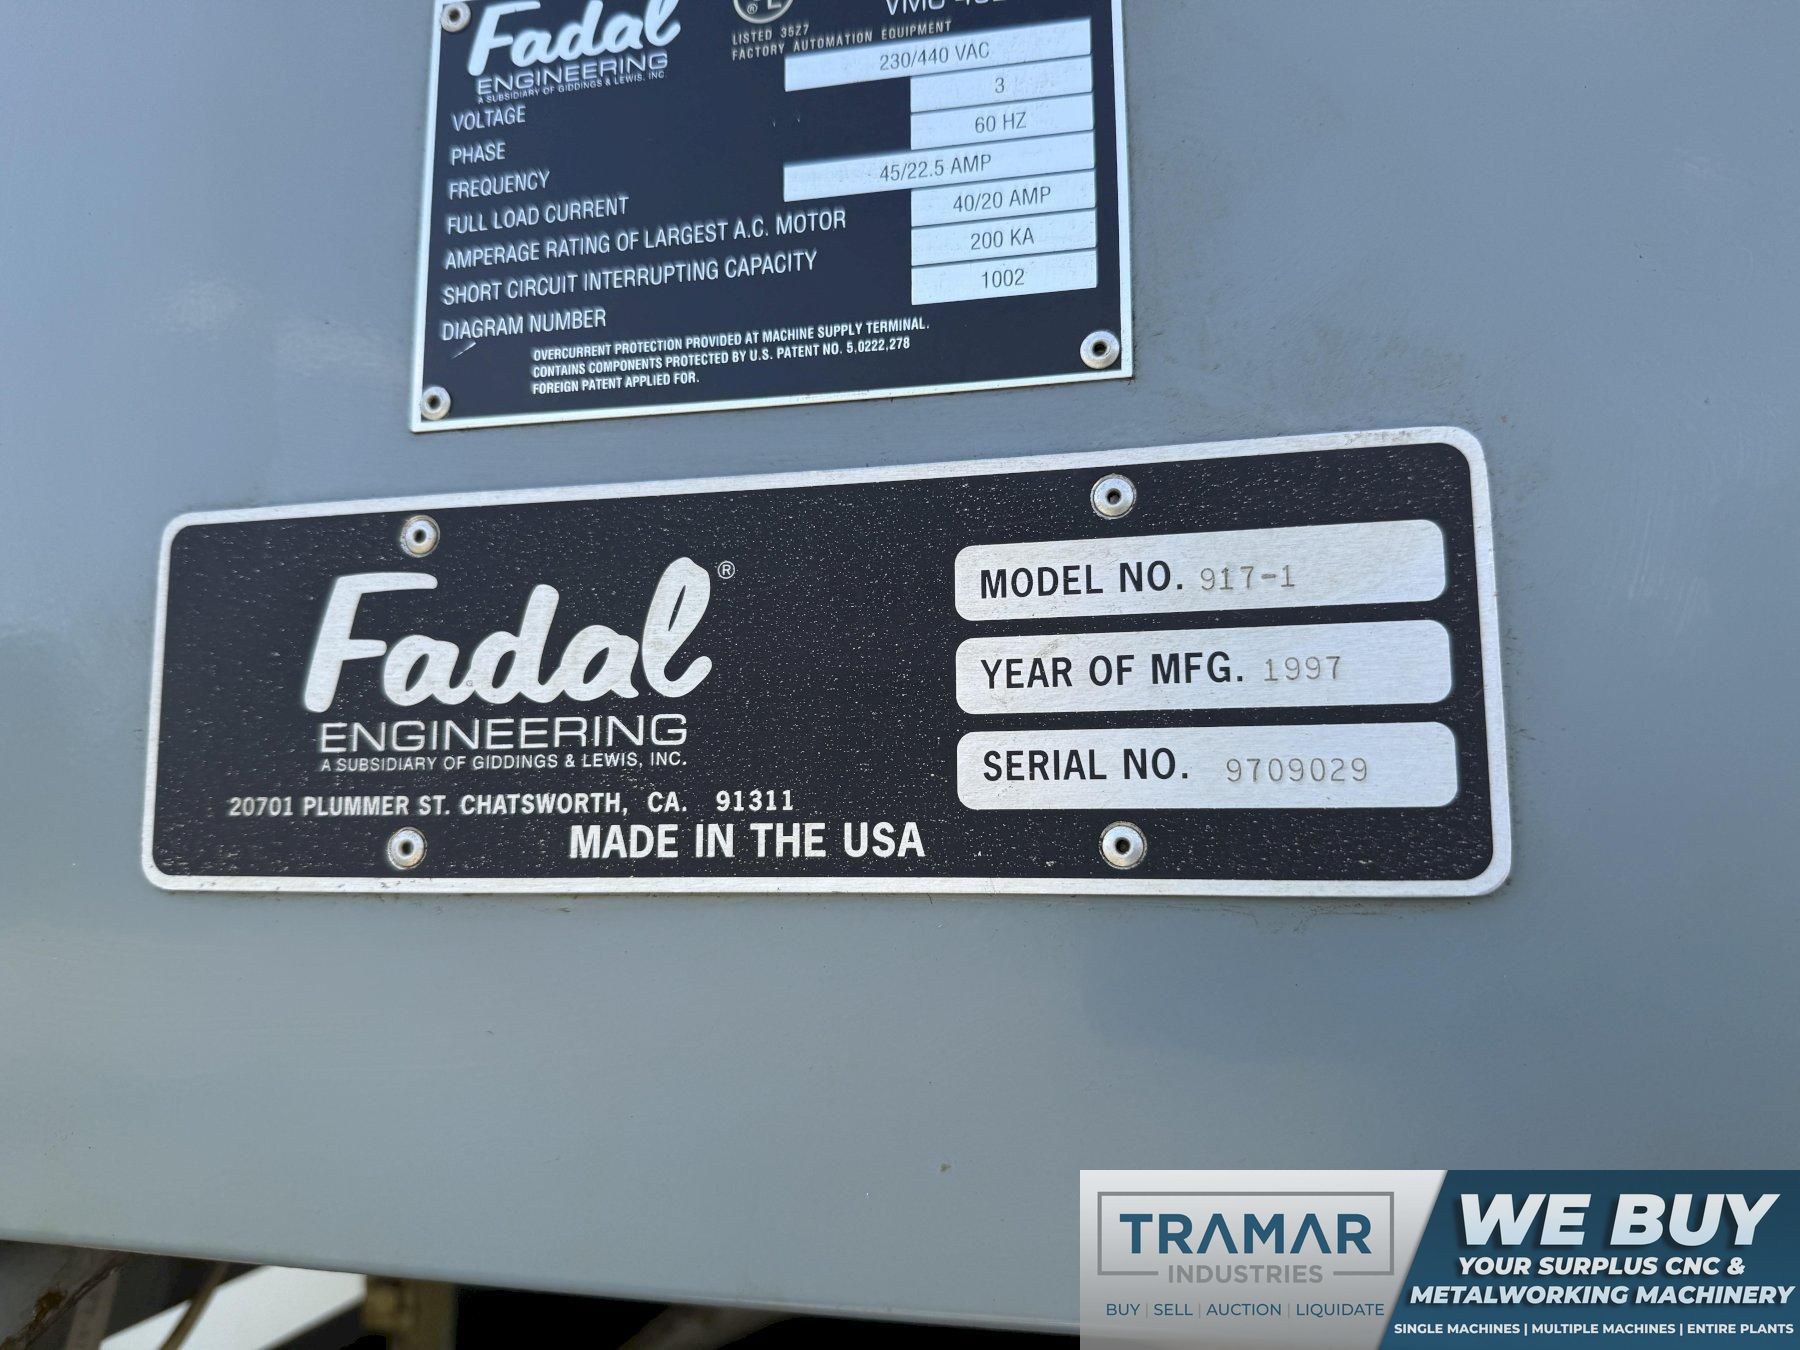 Fadal
ENGINEERING
A SUBSIDIARY OF GIDDINGS & LEWIS, INC.
®
LISTED 35Z7
FACTORY AUTOMATION EQUIPMENT
VOLTAGE 230/440 VAC
PHASE 3
FREQUENCY 60 HZ
FULL LOAD CURRENT 45/22.5 AMP
AMPERAGE RATING OF LARGEST A.C. MOTOR 40/20 AMP
SHORT CIRCUIT INTERRUPTING CAPACITY 200 KA
DIAGRAM NUMBER 1002
OVERCURRENT PROTECTION PROVIDED AT MACHINE SUPPLY TERMINAL.
CONTAINS COMPONENTS PROTECTED BY U.S. PATENT NO. 5,0222,278
FOREIGN PATENT APPLIED FOR.
Fadal®
ENGINEERING
A SUBSIDIARY OF GIDDINGS & LEWIS, INC.
20701 PLUMMER ST. CHATSWORTH, CA. 91311
MADE IN THE USA
MODEL NO. 917-1
YEAR OF MFG. 1997
SERIAL NO. 9709029
TRAMAR
INDUSTRIES
BUY | SELL | AUCTION | LIQUIDATE
WE BUY
YOUR SURPLUS CNC &
METALWORKING MACHINERY
SINGLE MACHINES | MULTIPLE MACHINES | ENTIRE PLANTS